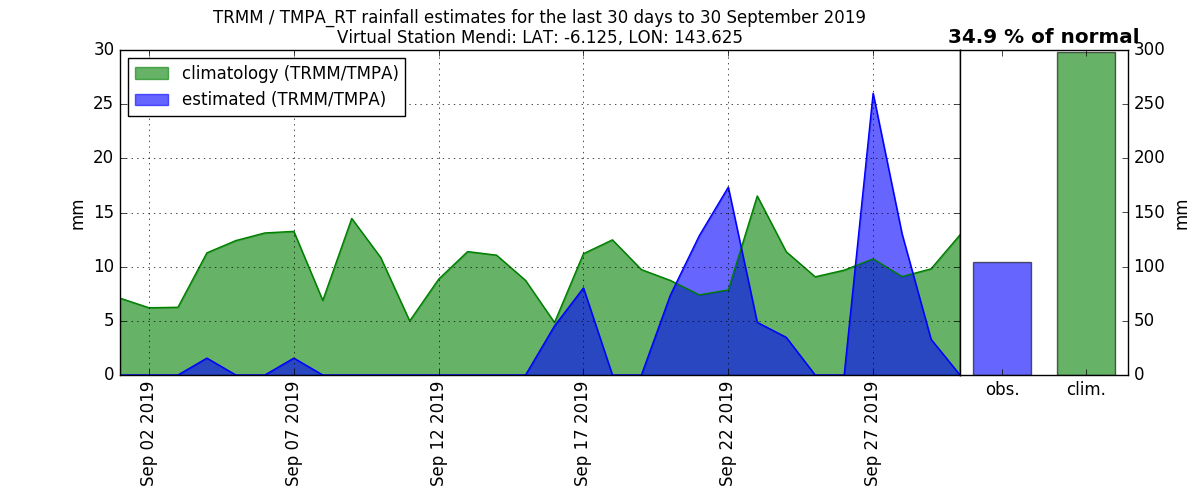 TRMM / TMPA_RT rainfall estimates for the last 30 days to 30 September 2019
Virtual Station Mendi: LAT: -6.125, LON: 143.625
34.9 % of normal
climatology (TRMM/TMPA)
estimated (TRMM/TMPA)
mm
30
25
20
15
10
5
0
Sep 02 2019
Sep 07 2019
Sep 12 2019
Sep 17 2019
Sep 22 2019
Sep 27 2019
obs.
clim.
300
250
200
150
100
50
0
mm